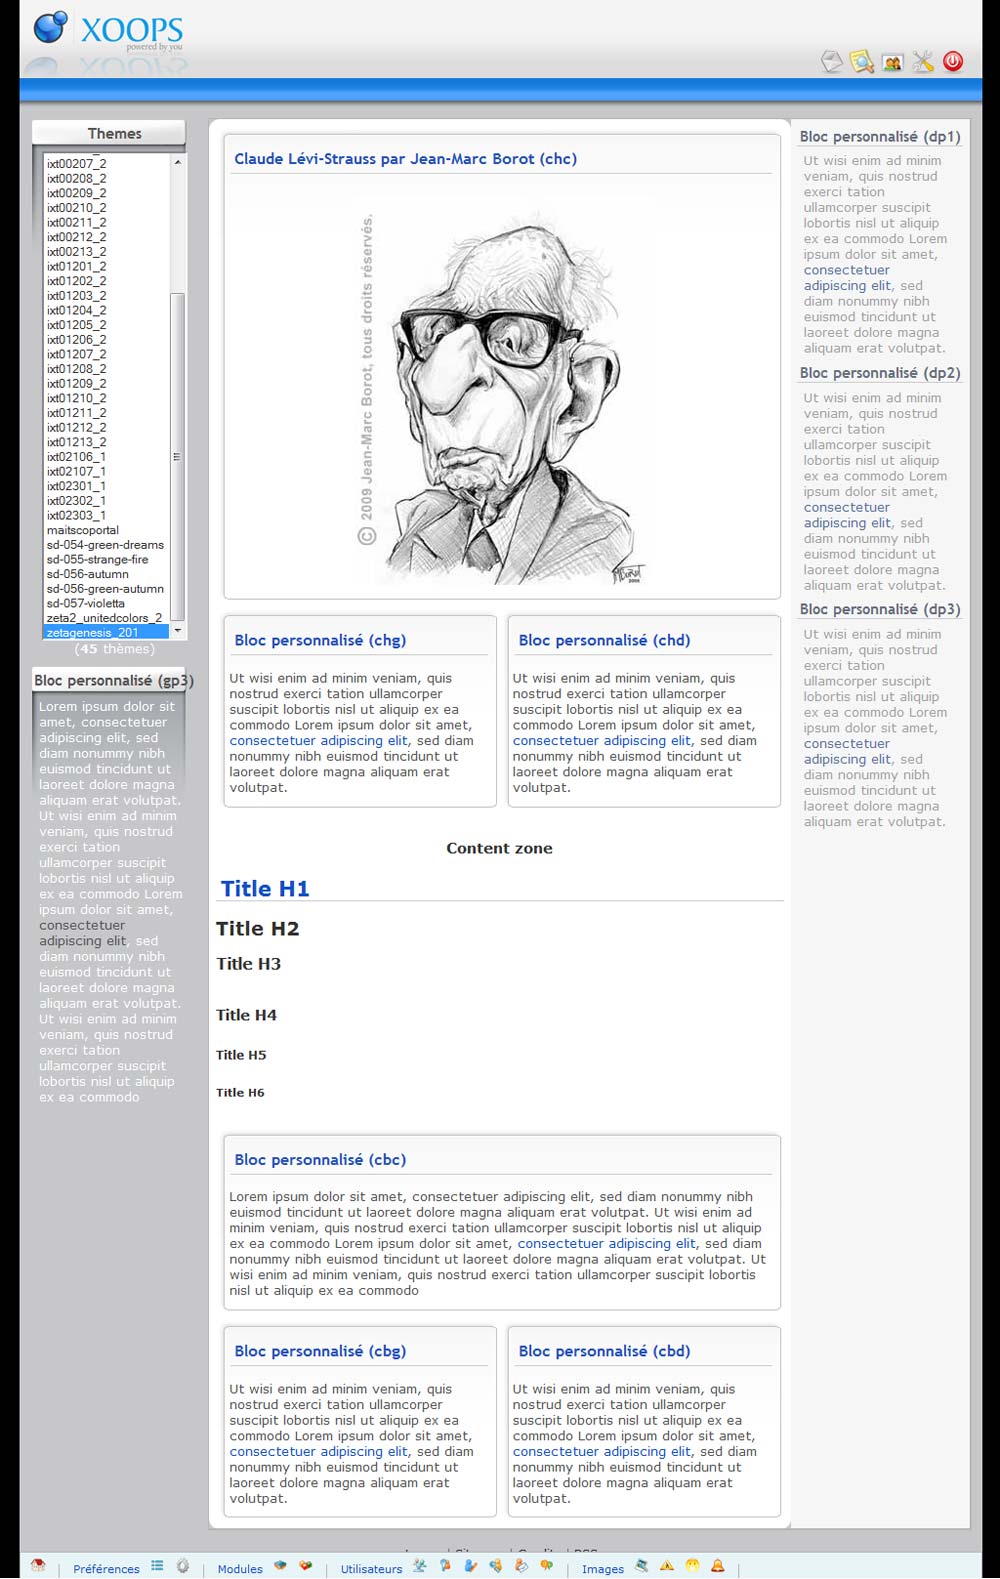 XOOPS
powered by you
Themes
ixt00207_2
ixt00208_2
ixt00209_2
ixt00210_2
ixt00211_2
ixt00212_2
ixt00213_2
ixt01201_2
ixt01202_2
ixt01203_2
ixt01204_2
ixt01205_2
ixt01206_2
ixt01207_2
ixt01208_2
ixt01209_2
ixt01210_2
ixt01211_2
ixt01212_2
ixt01213_2
ixt02106_1
ixt02107_1
ixt02301_1
ixt02302_1
ixt02303_1
maitscoportal
sd-054-green-dreams
sd-055-strange-fire
sd-056-autumn
sd-056-green-autumn
sd-057-violetta
zeta2_unitedcolors_2
zetagenesis_201
(45 thèmes)
Bloc personnalisé (gp3)
Lorem ipsum dolor sit
amet, consectetuer
adipiscing elit, sed
diam nonummy nibh
euismod tincidunt ut
laoreet dolore magna
aliquam erat volutpat.
Ut wisi enim ad minim
veniam, quis nostrud
exerci tation
ullamcorper suscipit
lobortis nisl ut aliquip
ex ea commodo Lorem
ipsum dolor sit amet,
consectetuer
adipiscing elit, sed
diam nonummy nibh
euismod tincidunt ut
laoreet dolore magna
aliquam erat volutpat.
Ut wisi enim ad minim
veniam, quis nostrud
exerci tation
ullamcorper suscipit
lobortis nisl ut aliquip
ex ea commodo
Claude Lévi-Strauss par Jean-Marc Borot (chc)
© 2009 Jean-Marc Borot, tous droits réservés.
Bloc personnalisé (chg)
Ut wisi enim ad minim veniam, quis
nostrud exerci tation ullamcorper
suscipit lobortis nisl ut aliquip ex ea
commodo Lorem ipsum dolor sit amet,
consectetuer adipiscing elit, sed diam
nonummy nibh euismod tincidunt ut
laoreet dolore magna aliquam erat
volutpat.
Bloc personnalisé (chd)
Ut wisi enim ad minim veniam, quis
nostrud exerci tation ullamcorper
suscipit lobortis nisl ut aliquip ex ea
commodo Lorem ipsum dolor sit amet,
consectetuer adipiscing elit, sed diam
nonummy nibh euismod tincidunt ut
laoreet dolore magna aliquam erat
volutpat.
Content zone
Title H1
Title H2
Title H3
Title H4
Title H5
Title H6
Bloc personnalisé (cbc)
Lorem ipsum dolor sit amet, consectetuer adipiscing elit, sed diam nonummy nibh
euismod tincidunt ut laoreet dolore magna aliquam erat volutpat. Ut wisi enim ad
minim veniam, quis nostrud exerci tation ullamcorper suscipit lobortis nisl ut aliquip
ex ea commodo Lorem ipsum dolor sit amet, consectetuer adipiscing elit, sed diam
nonummy nibh euismod tincidunt ut laoreet dolore magna aliquam erat volutpat. Ut
wisi enim ad minim veniam, quis nostrud exerci tation ullamcorper suscipit lobortis
nisl ut aliquip ex ea commodo
Bloc personnalisé (cbg)
Ut wisi enim ad minim veniam, quis
nostrud exerci tation ullamcorper
suscipit lobortis nisl ut aliquip ex ea
commodo Lorem ipsum dolor sit amet,
consectetuer adipiscing elit, sed diam
nonummy nibh euismod tincidunt ut
laoreet dolore magna aliquam erat
volutpat.
Bloc personnalisé (cbd)
Ut wisi enim ad minim veniam, quis
nostrud exerci tation ullamcorper
suscipit lobortis nisl ut aliquip ex ea
commodo Lorem ipsum dolor sit amet,
consectetuer adipiscing elit, sed diam
nonummy nibh euismod tincidunt ut
laoreet dolore magna aliquam erat
volutpat.
Bloc personnalisé (dp1)
Ut wisi enim ad minim
veniam, quis nostrud
exerci tation
ullamcorper suscipit
lobortis nisl ut aliquip
ex ea commodo Lorem
ipsum dolor sit amet,
consectetuer
adipiscing elit, sed
diam nonummy nibh
euismod tincidunt ut
laoreet dolore magna
aliquam erat volutpat.
Bloc personnalisé (dp2)
Ut wisi enim ad minim
veniam, quis nostrud
exerci tation
ullamcorper suscipit
lobortis nisl ut aliquip
ex ea commodo Lorem
ipsum dolor sit amet,
consectetuer
adipiscing elit, sed
diam nonummy nibh
euismod tincidunt ut
laoreet dolore magna
aliquam erat volutpat.
Bloc personnalisé (dp3)
Ut wisi enim ad minim
veniam, quis nostrud
exerci tation
ullamcorper suscipit
lobortis nisl ut aliquip
ex ea commodo Lorem
ipsum dolor sit amet,
consectetuer
adipiscing elit, sed
diam nonummy nibh
euismod tincidunt ut
laoreet dolore magna
aliquam erat volutpat.
Préférences | Modules | Utilisateurs | Images